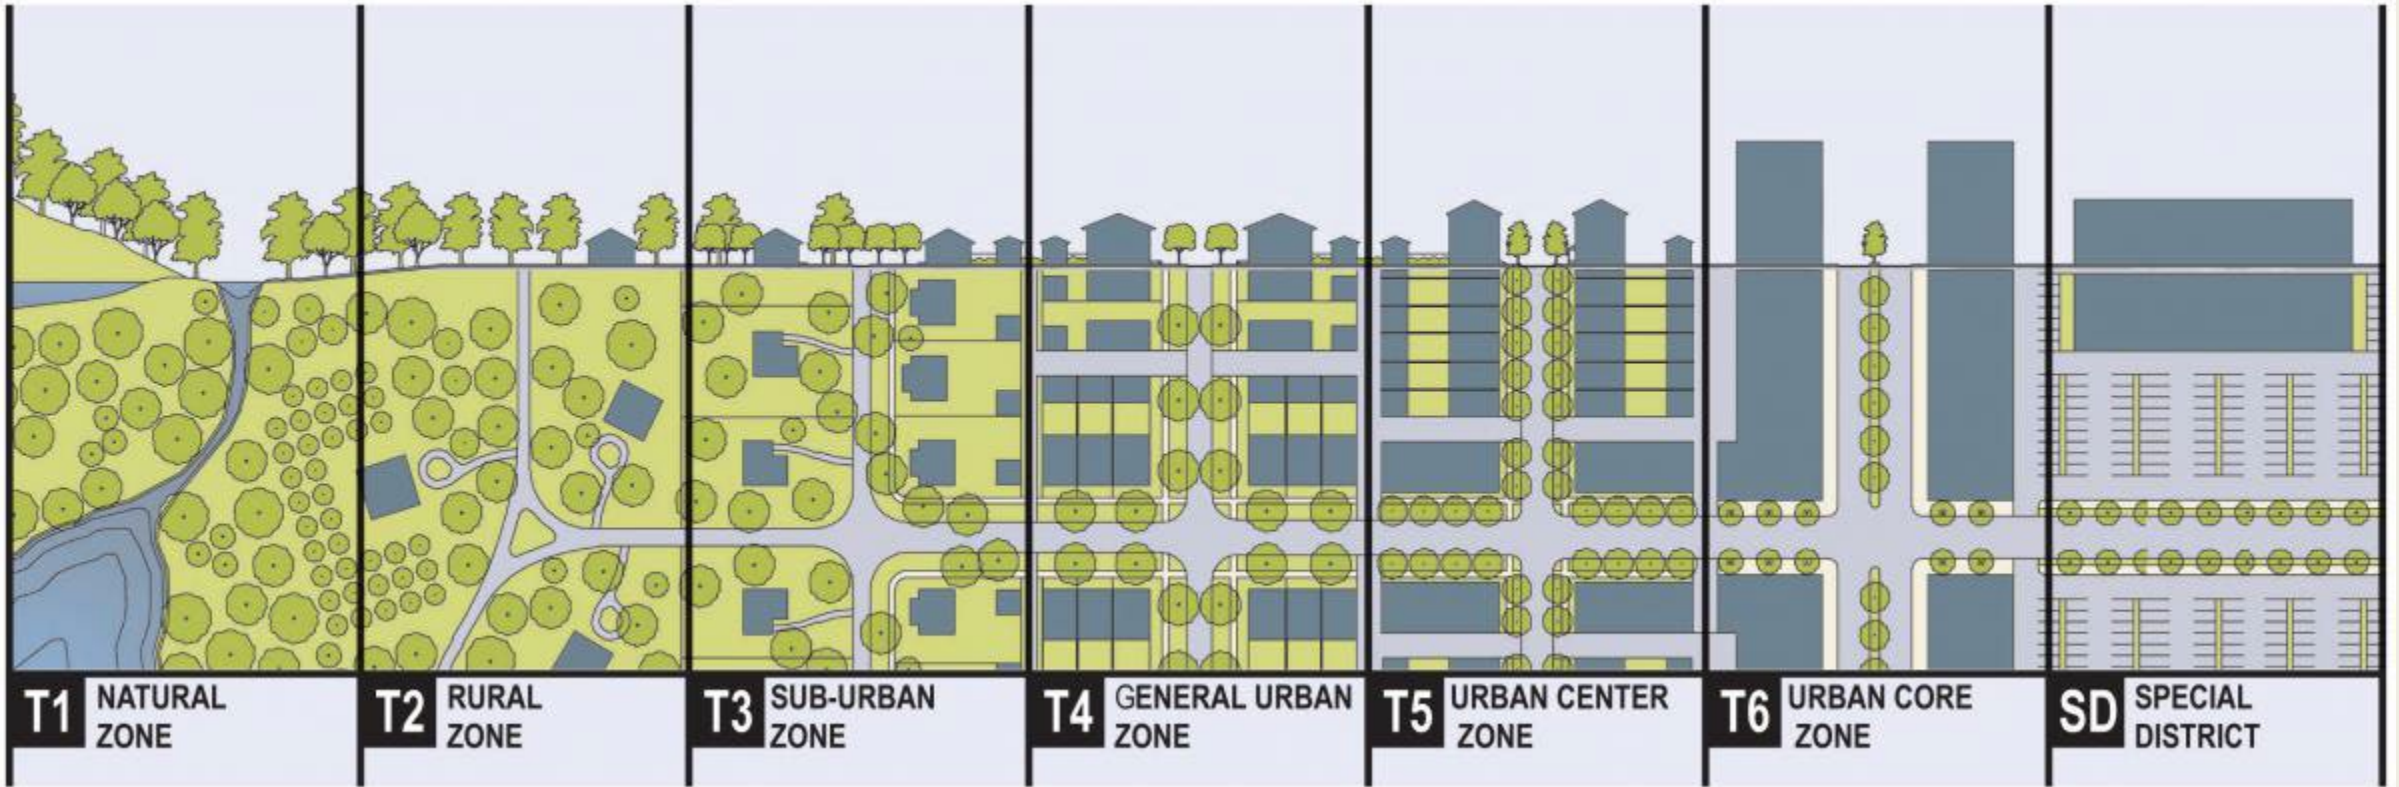 T1 NATURAL
ZONE
T2 RURAL
ZONE
T3 SUB-URBAN
ZONE
T4 GENERAL URBAN
ZONE
T5 URBAN CENTER
ZONE
T6 URBAN CORE
ZONE
SD SPECIAL
DISTRICT